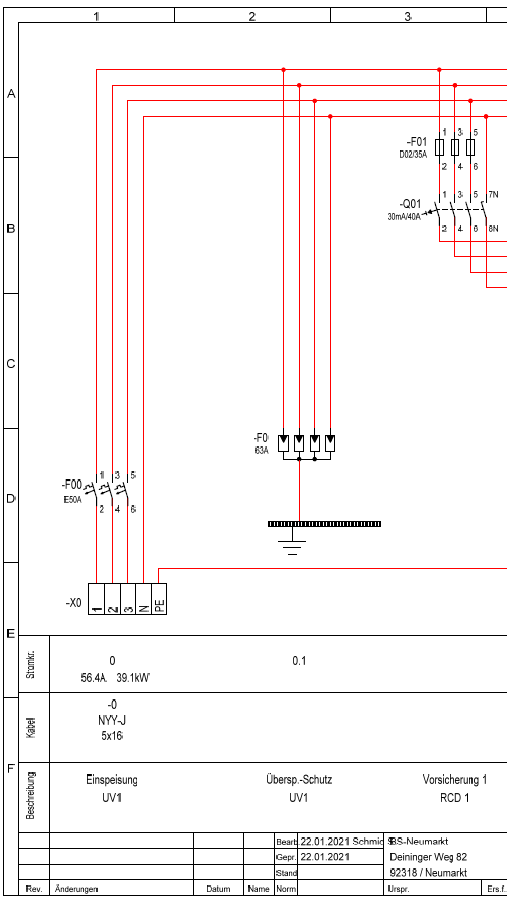 1 2 3
A
-F01
1 3 5
D02/35A
2 4 6
-Q01
1 3 5 7N
30mA/40A
2 4 6 8N
B
C
-F0
63A
D
-F00
1 3 5
E50A
2 4 6
-X0
1 2 3 N PE
E
Stromkr.
0 0.1
56.4A. 39.1kW
Kabel
-0
NYY-J
5x16
F
Beschreibung
Einspeisung Übersp.-Schutz Vorsicherung 1
UV1 UV1 RCD 1
Bearb 22.01.2021 Schmid BS-Neumarkt
Gepr. 22.01.2021 Deininger Weg 82
Stand 92318 / Neumarkt
Rev. Änderungen Datum Name Norm Urspr. Ers.f.